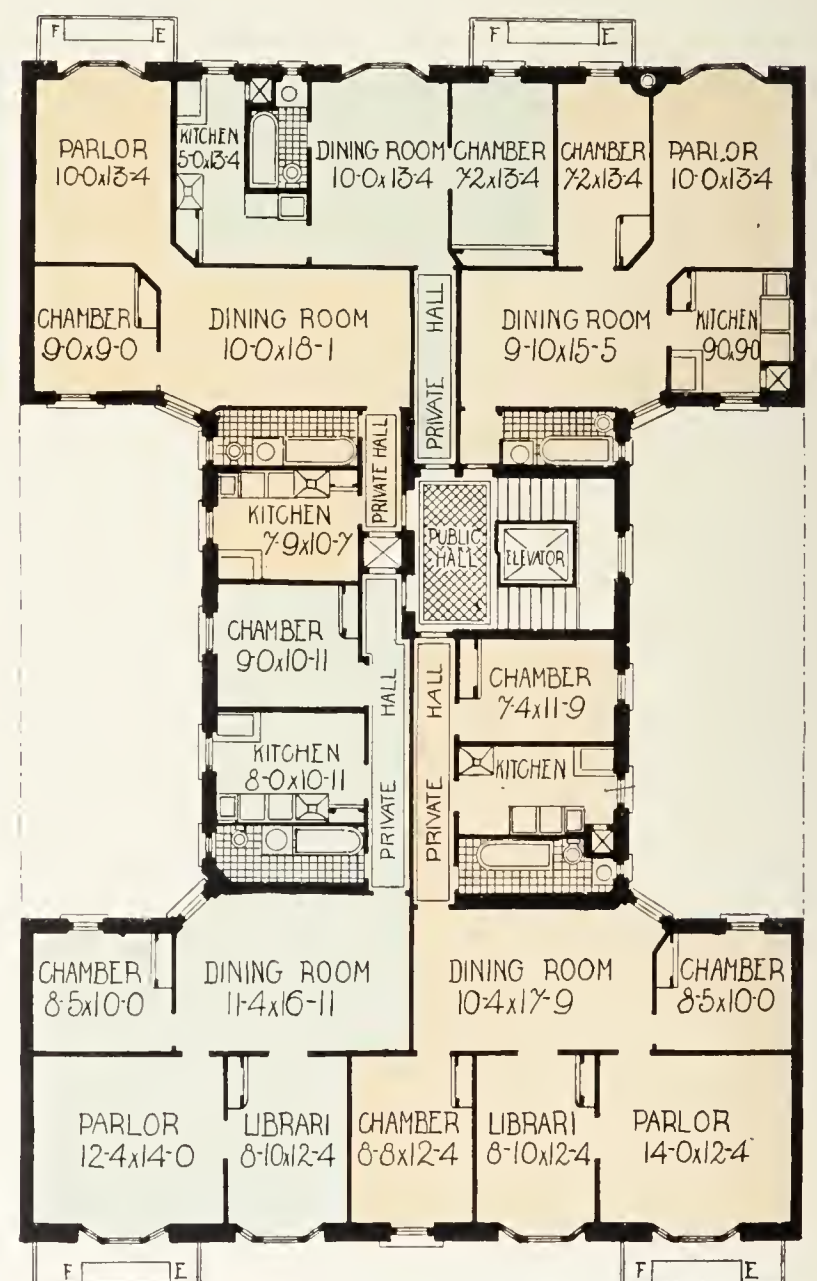 F E
F E
PARLOR
10-0x13-4
KITCHEN
5-0x13-4
DINING ROOM
10-0x13-4
CHAMBER
7-2x13-4
CHAMBER
7-2x13-4
PARLOR
10-0x13-4
CHAMBER
9-0x9-0
DINING ROOM
10-0x18-1
PRIVATE HALL
DINING ROOM
9-10x15-5
KITCHEN
9-0x9-0
PRIVATE HALL
KITCHEN
7-9x10-7
PUBLIC
HALL
ELEVATOR
CHAMBER
9-0x10-11
PRIVATE HALL
PRIVATE HALL
CHAMBER
7-4x11-9
KITCHEN
8-0x10-11
KITCHEN
CHAMBER
8-5x10-0
DINING ROOM
11-4x16-11
DINING ROOM
10-4x17-9
CHAMBER
8-5x10-0
PARLOR
12-4x14-0
LIBRARI
8-10x12-4
CHAMBER
8-8x12-4
LIBRARI
8-10x12-4
PARLOR
14-0x12-4
F E
F E